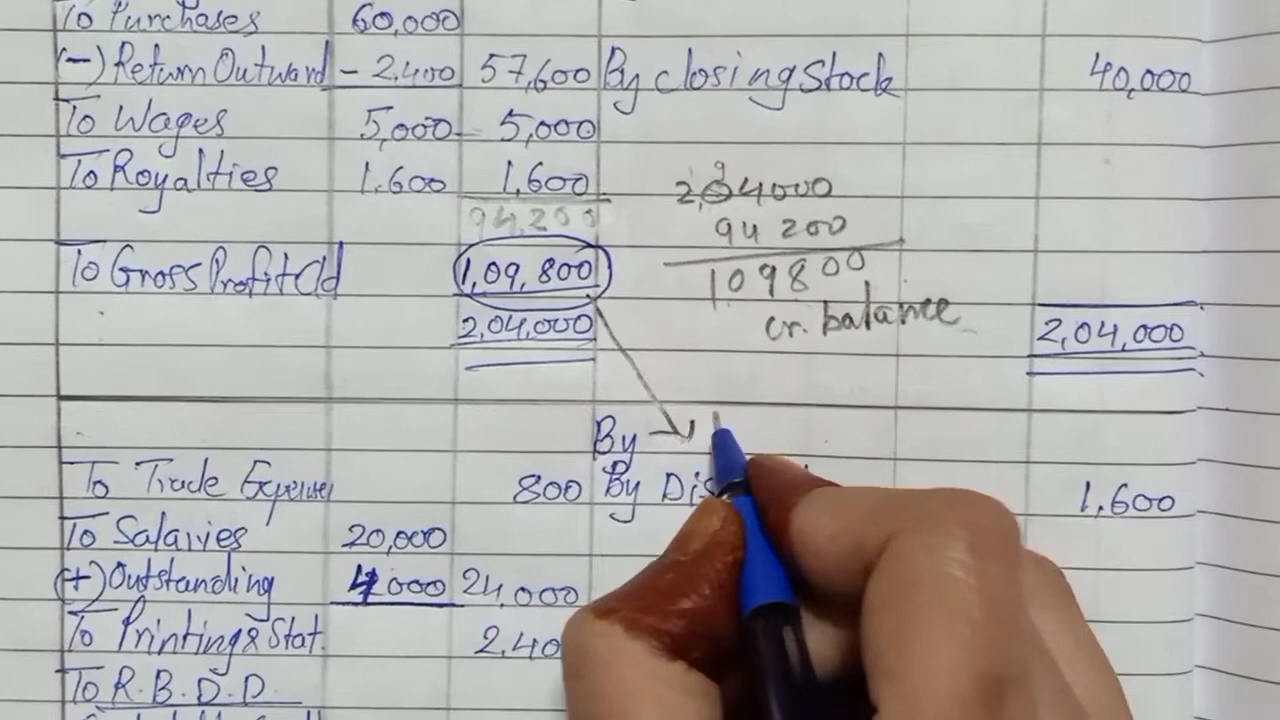 To Purchases 60,000
(-) Return Outward - 2,400 57,600 By closing Stock 40,000
To Wages 5,000 5,000
To Royalties 1.600 1,600
94,200
2,04000
9
94 200
109800
cr. balance
To Gross Profit c/d 1,09,800
2,04,000 2,04,000
By
To Trade Expenses 800 By Dis 1,600
To Salaries 20,000
(+) Outstanding 4000 24,000
To Printing & Stat. 2,40
To R.B.D.D.